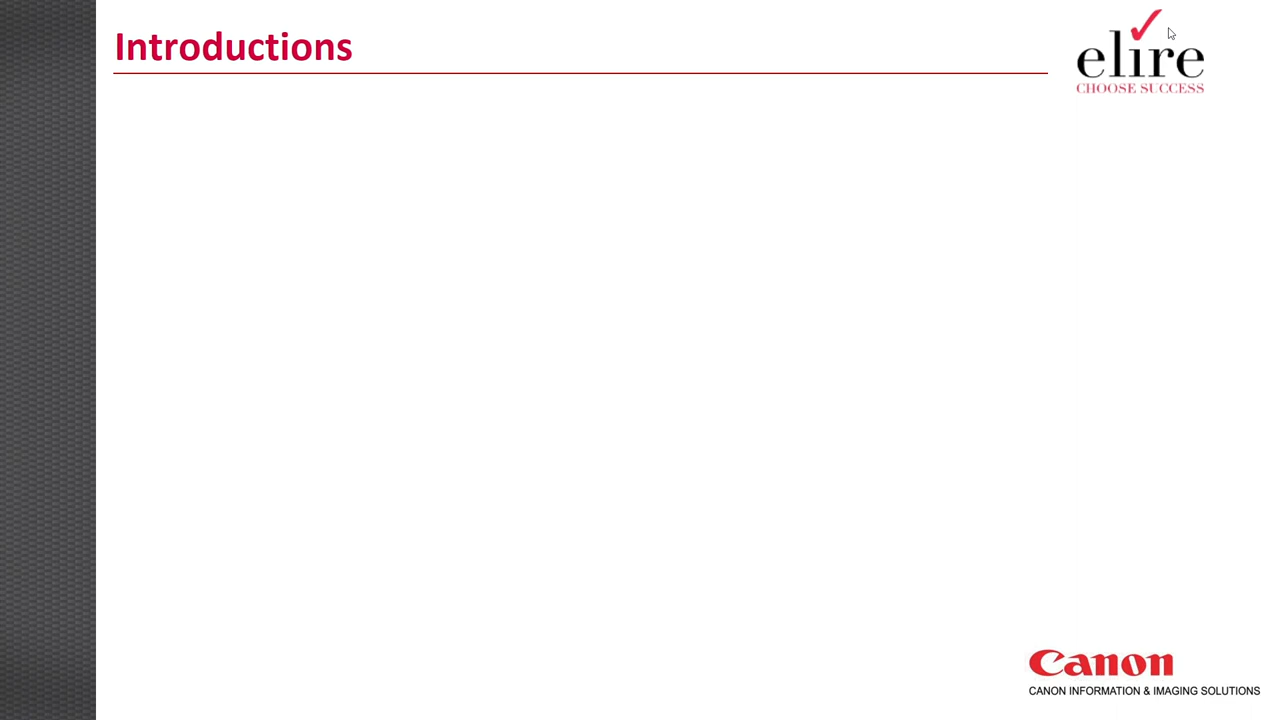 Introductions
elire
CHOOSE SUCCESS
Canon
CANON INFORMATION & IMAGING SOLUTIONS